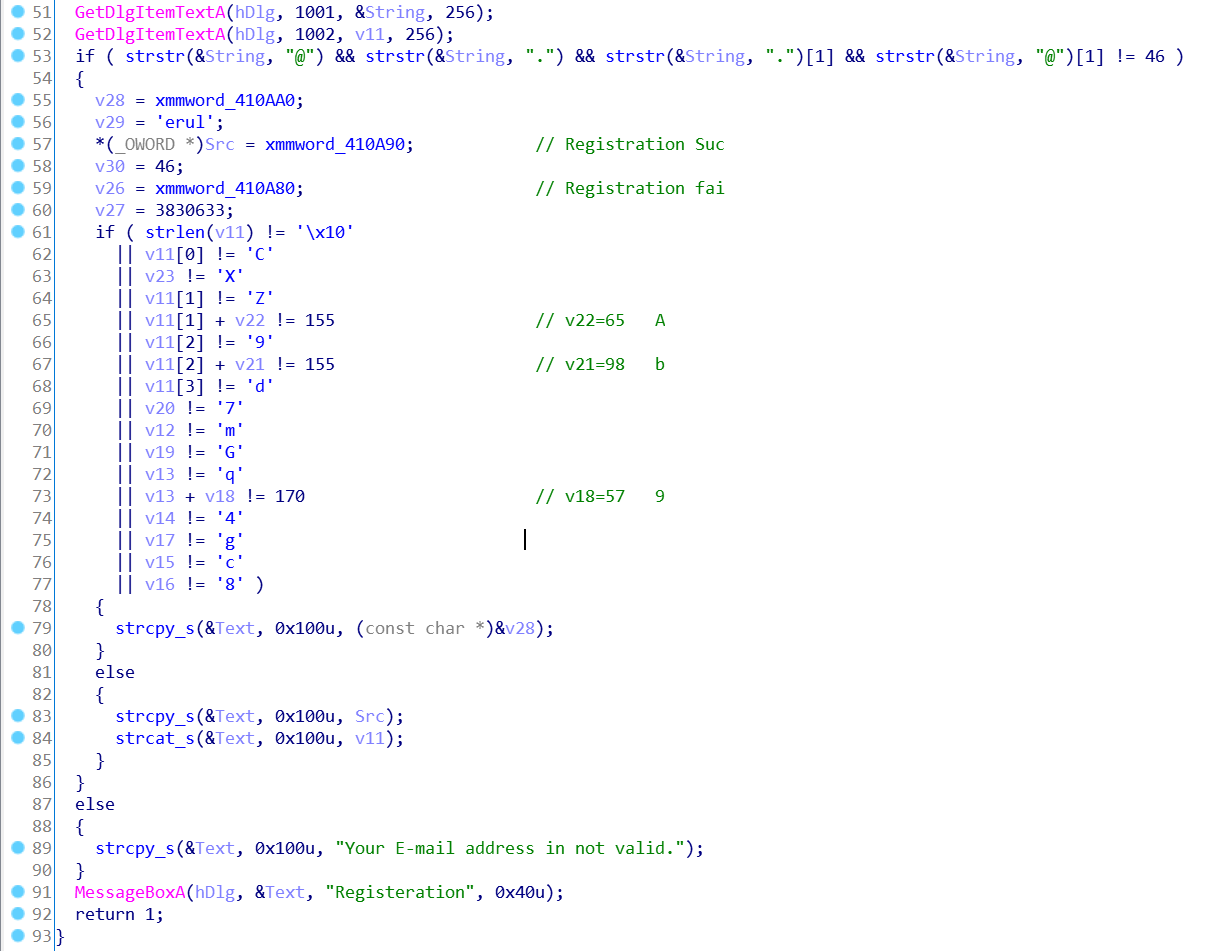 51 GetDlgItemTextA(hDlg, 1001, &String, 256);
52 GetDlgItemTextA(hDlg, 1002, v11, 256);
53 if ( strstr(&String, "@") && strstr(&String, ".") && strstr(&String, ".")[1] && strstr(&String, "@")[1] != 46 )
54 {
55 v28 = xmmword_410AA0;
56 v29 = 'erul';
57 *(_OWORD *)Src = xmmword_410A90; // Registration Suc
58 v30 = 46;
59 v26 = xmmword_410A80; // Registration fai
60 v27 = 3830633;
61 if ( strlen(v11) != '\x10'
62 || v11[0] != 'C'
63 || v23 != 'X'
64 || v11[1] != 'Z'
65 || v11[1] + v22 != 155 // v22=65 A
66 || v11[2] != '9'
67 || v11[2] + v21 != 155 // v21=98 b
68 || v11[3] != 'd'
69 || v20 != '7'
70 || v12 != 'm'
71 || v19 != 'G'
72 || v13 != 'q'
73 || v13 + v18 != 170 // v18=57 9
74 || v14 != '4'
75 || v17 != 'g'
76 || v15 != 'c'
77 || v16 != '8' )
78 {
79 strcpy_s(&Text, 0x100u, (const char *)&v28);
80 }
81 else
82 {
83 strcpy_s(&Text, 0x100u, Src);
84 strcat_s(&Text, 0x100u, v11);
85 }
86 }
87 else
88 {
89 strcpy_s(&Text, 0x100u, "Your E-mail address in not valid.");
90 }
91 MessageBoxA(hDlg, &Text, "Registeration", 0x40u);
92 return 1;
93 }